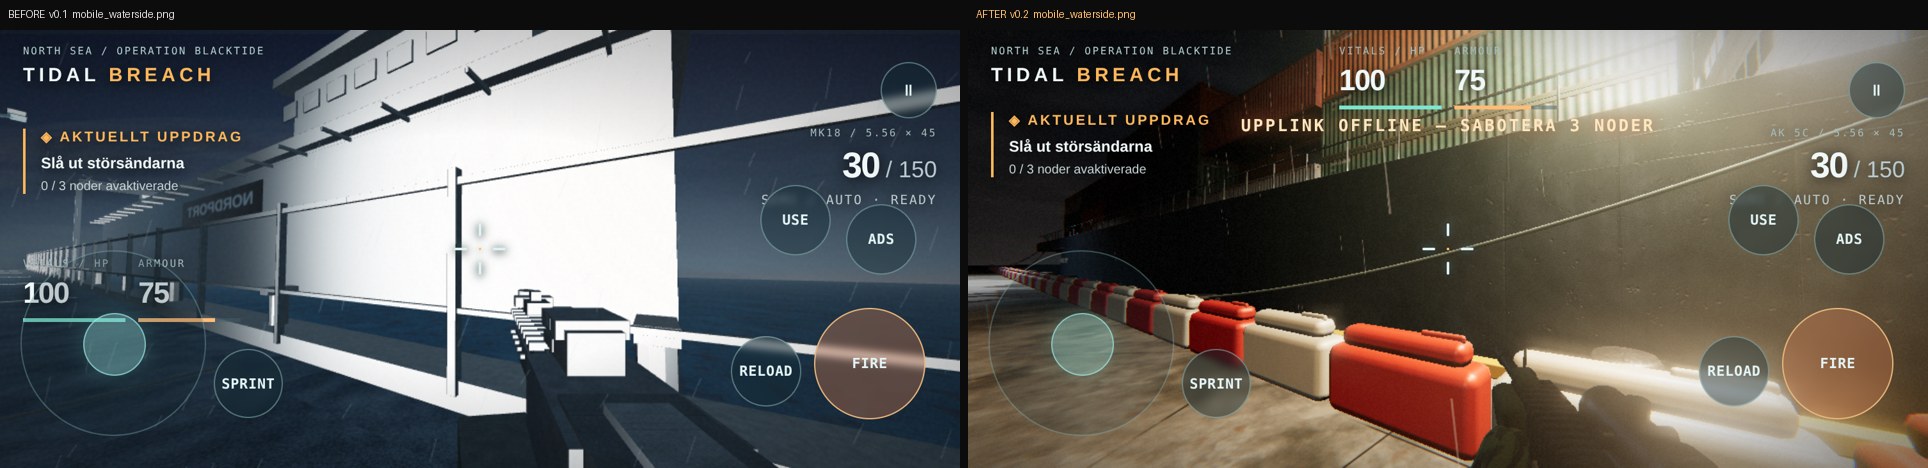 BEFORE v0.1 mobile_waterside.png
NORTH SEA / OPERATION BLACKTIDE
TIDAL BREACH
II
◈ AKTUELLT UPPDRAG
Slå ut störsändarna
0 / 3 noder avaktiverade
MK18 / 5.56 × 45
30 / 150
AUTO · READY
NORDPORT
USE
ADS
/ HP
ARMOUR
100
75
SPRINT
RELOAD
FIRE
AFTER v0.2 mobile_waterside.png
NORTH SEA / OPERATION BLACKTIDE
TIDAL BREACH
VITALS / HP
ARMOUR
100
75
II
◈ AKTUELLT UPPDRAG
Slå ut störsändarna
0 / 3 noder avaktiverade
UPPLINK OFFLINE — SABOTERA 3 NODER
AK 5C / 5.56 × 45
30 / 150
AUTO · READY
USE
ADS
SPRINT
RELOAD
FIRE